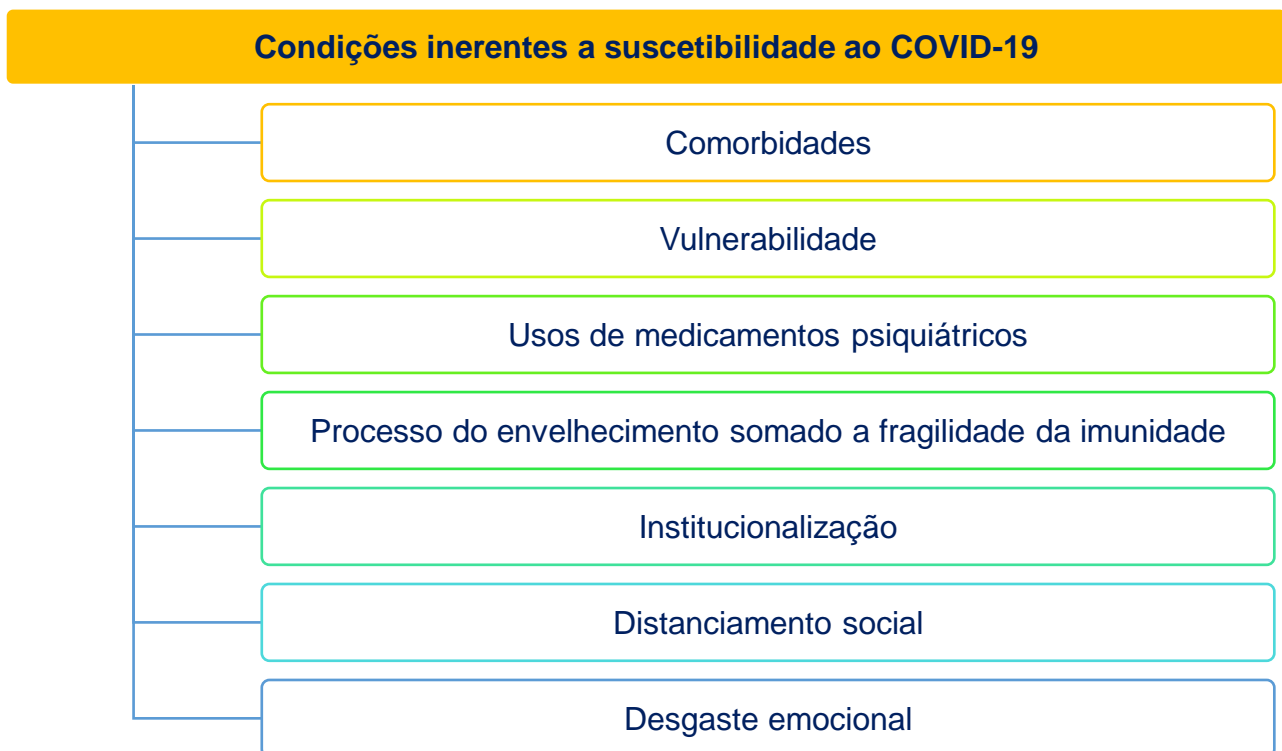 Condições inerentes a suscetibilidade ao COVID-19
Comorbidades
Vulnerabilidade
Usos de medicamentos psiquiátricos
Processo do envelhecimento somado a fragilidade da imunidade
Institucionalização
Distanciamento social
Desgaste emocional